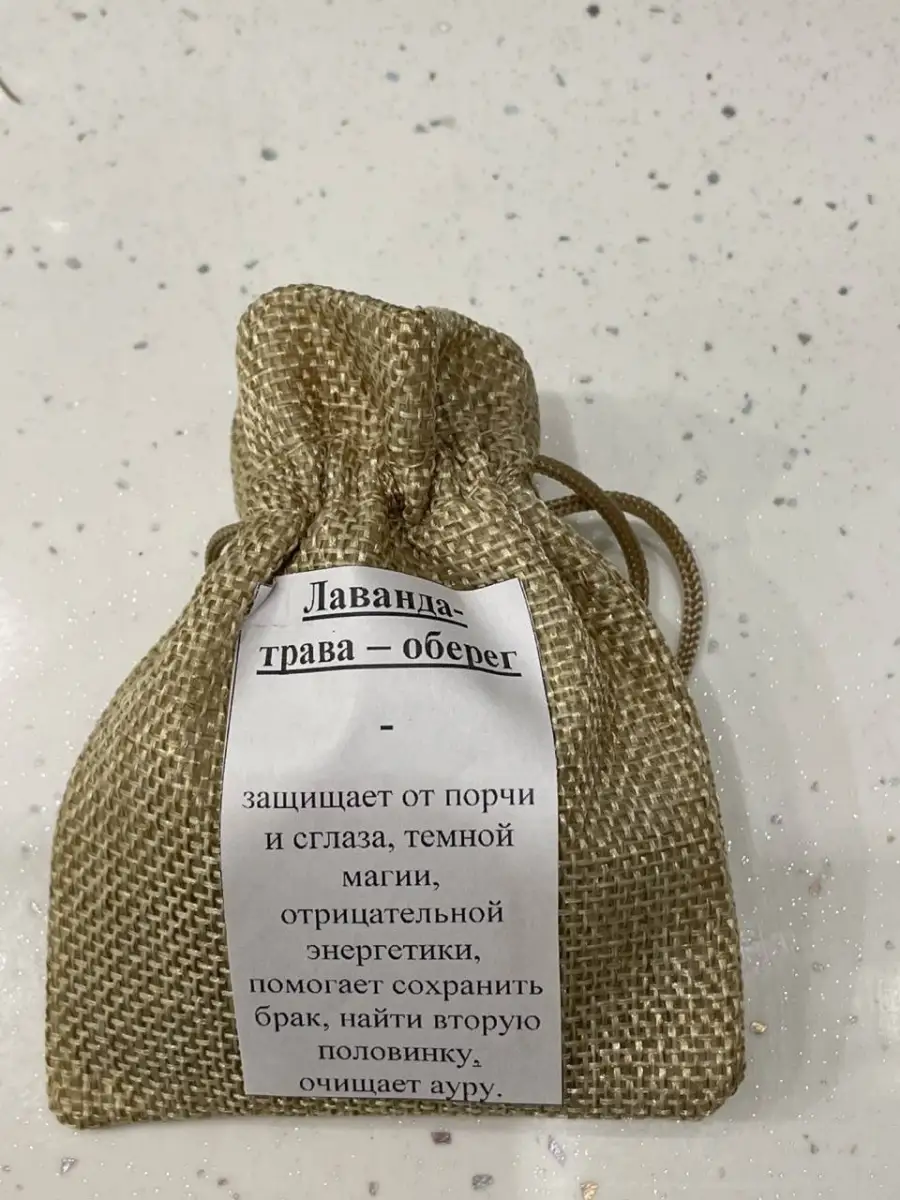 Лаванда-
трава – оберег
-
защищает от порчи
и сглаза, темной
магии,
отрицательной
энергетики,
помогает сохранить
брак, найти вторую
половинку,
очищает ауру.